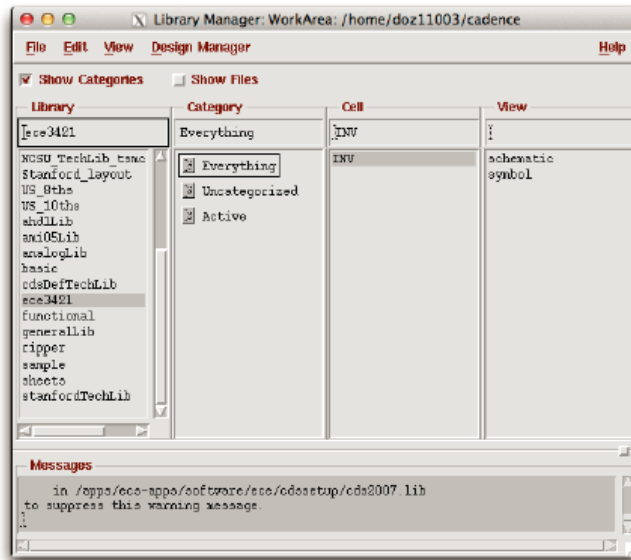 Library Manager: WorkArea: /home/doz11003/cadence
File Edit View Design Manager Help
Show Categories Show Files
Library Category Cell View
ece3421 Everything INV
NCSU_TechLib_tsmc
Stanford_layout
US_8ths
US_10ths
ahdlLib
ami05Lib
analogLib
basic
cdsDefTechLib
ece3421
functional
generalLib
ripper
sample
sheets
stanfordTechLib
Everything
Uncategorized
Active
INV
schematic
symbol
Messages
in /apps/ecs-apps/software/ece/cdssetup/cds2007.lib
to suppress this warning message.